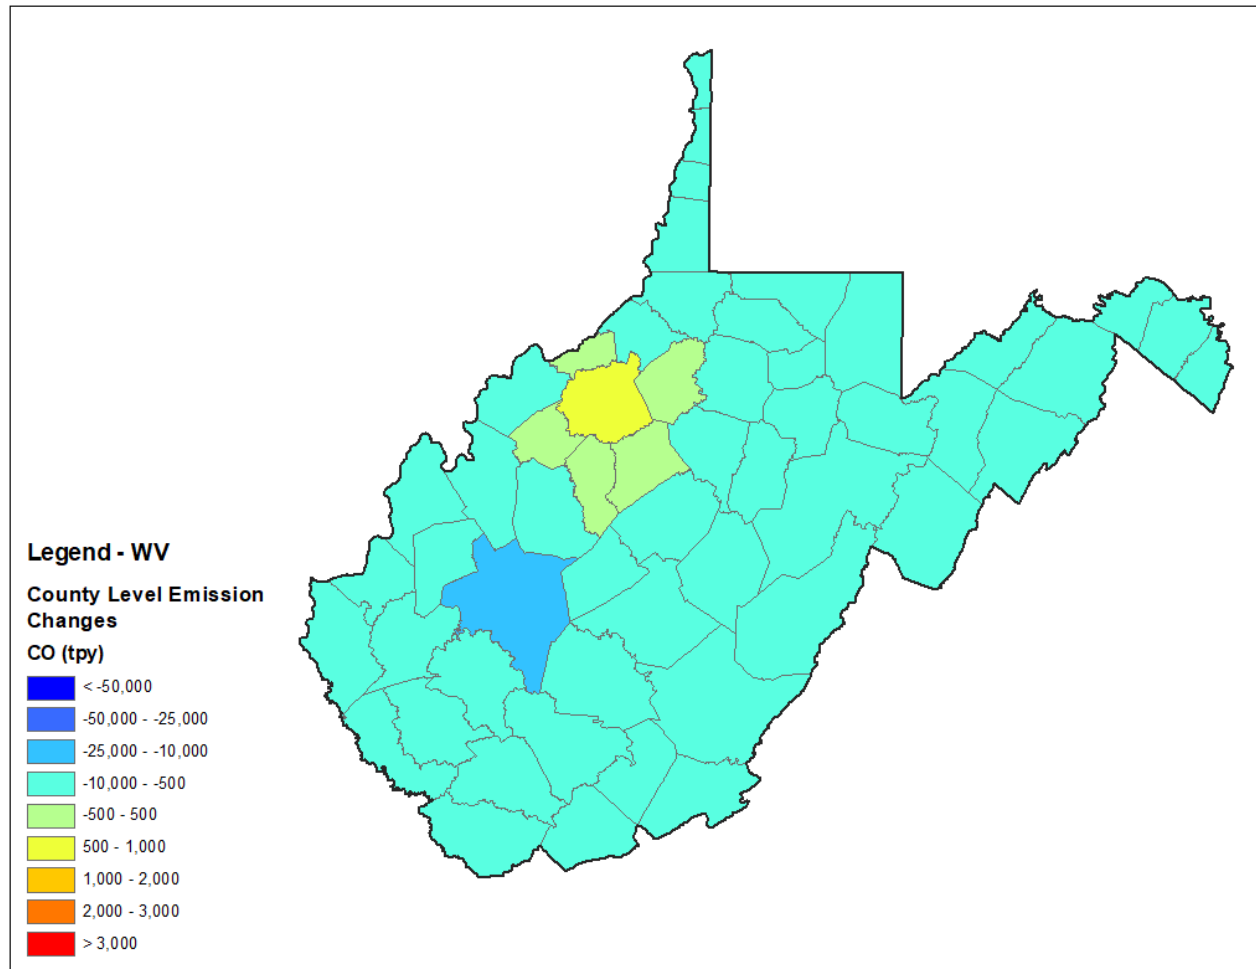 Legend - WV
County Level Emission
Changes
CO (tpy)
< -50,000
-50,000 - -25,000
-25,000 - -10,000
-10,000 - -500
-500 - 500
500 - 1,000
1,000 - 2,000
2,000 - 3,000
> 3,000